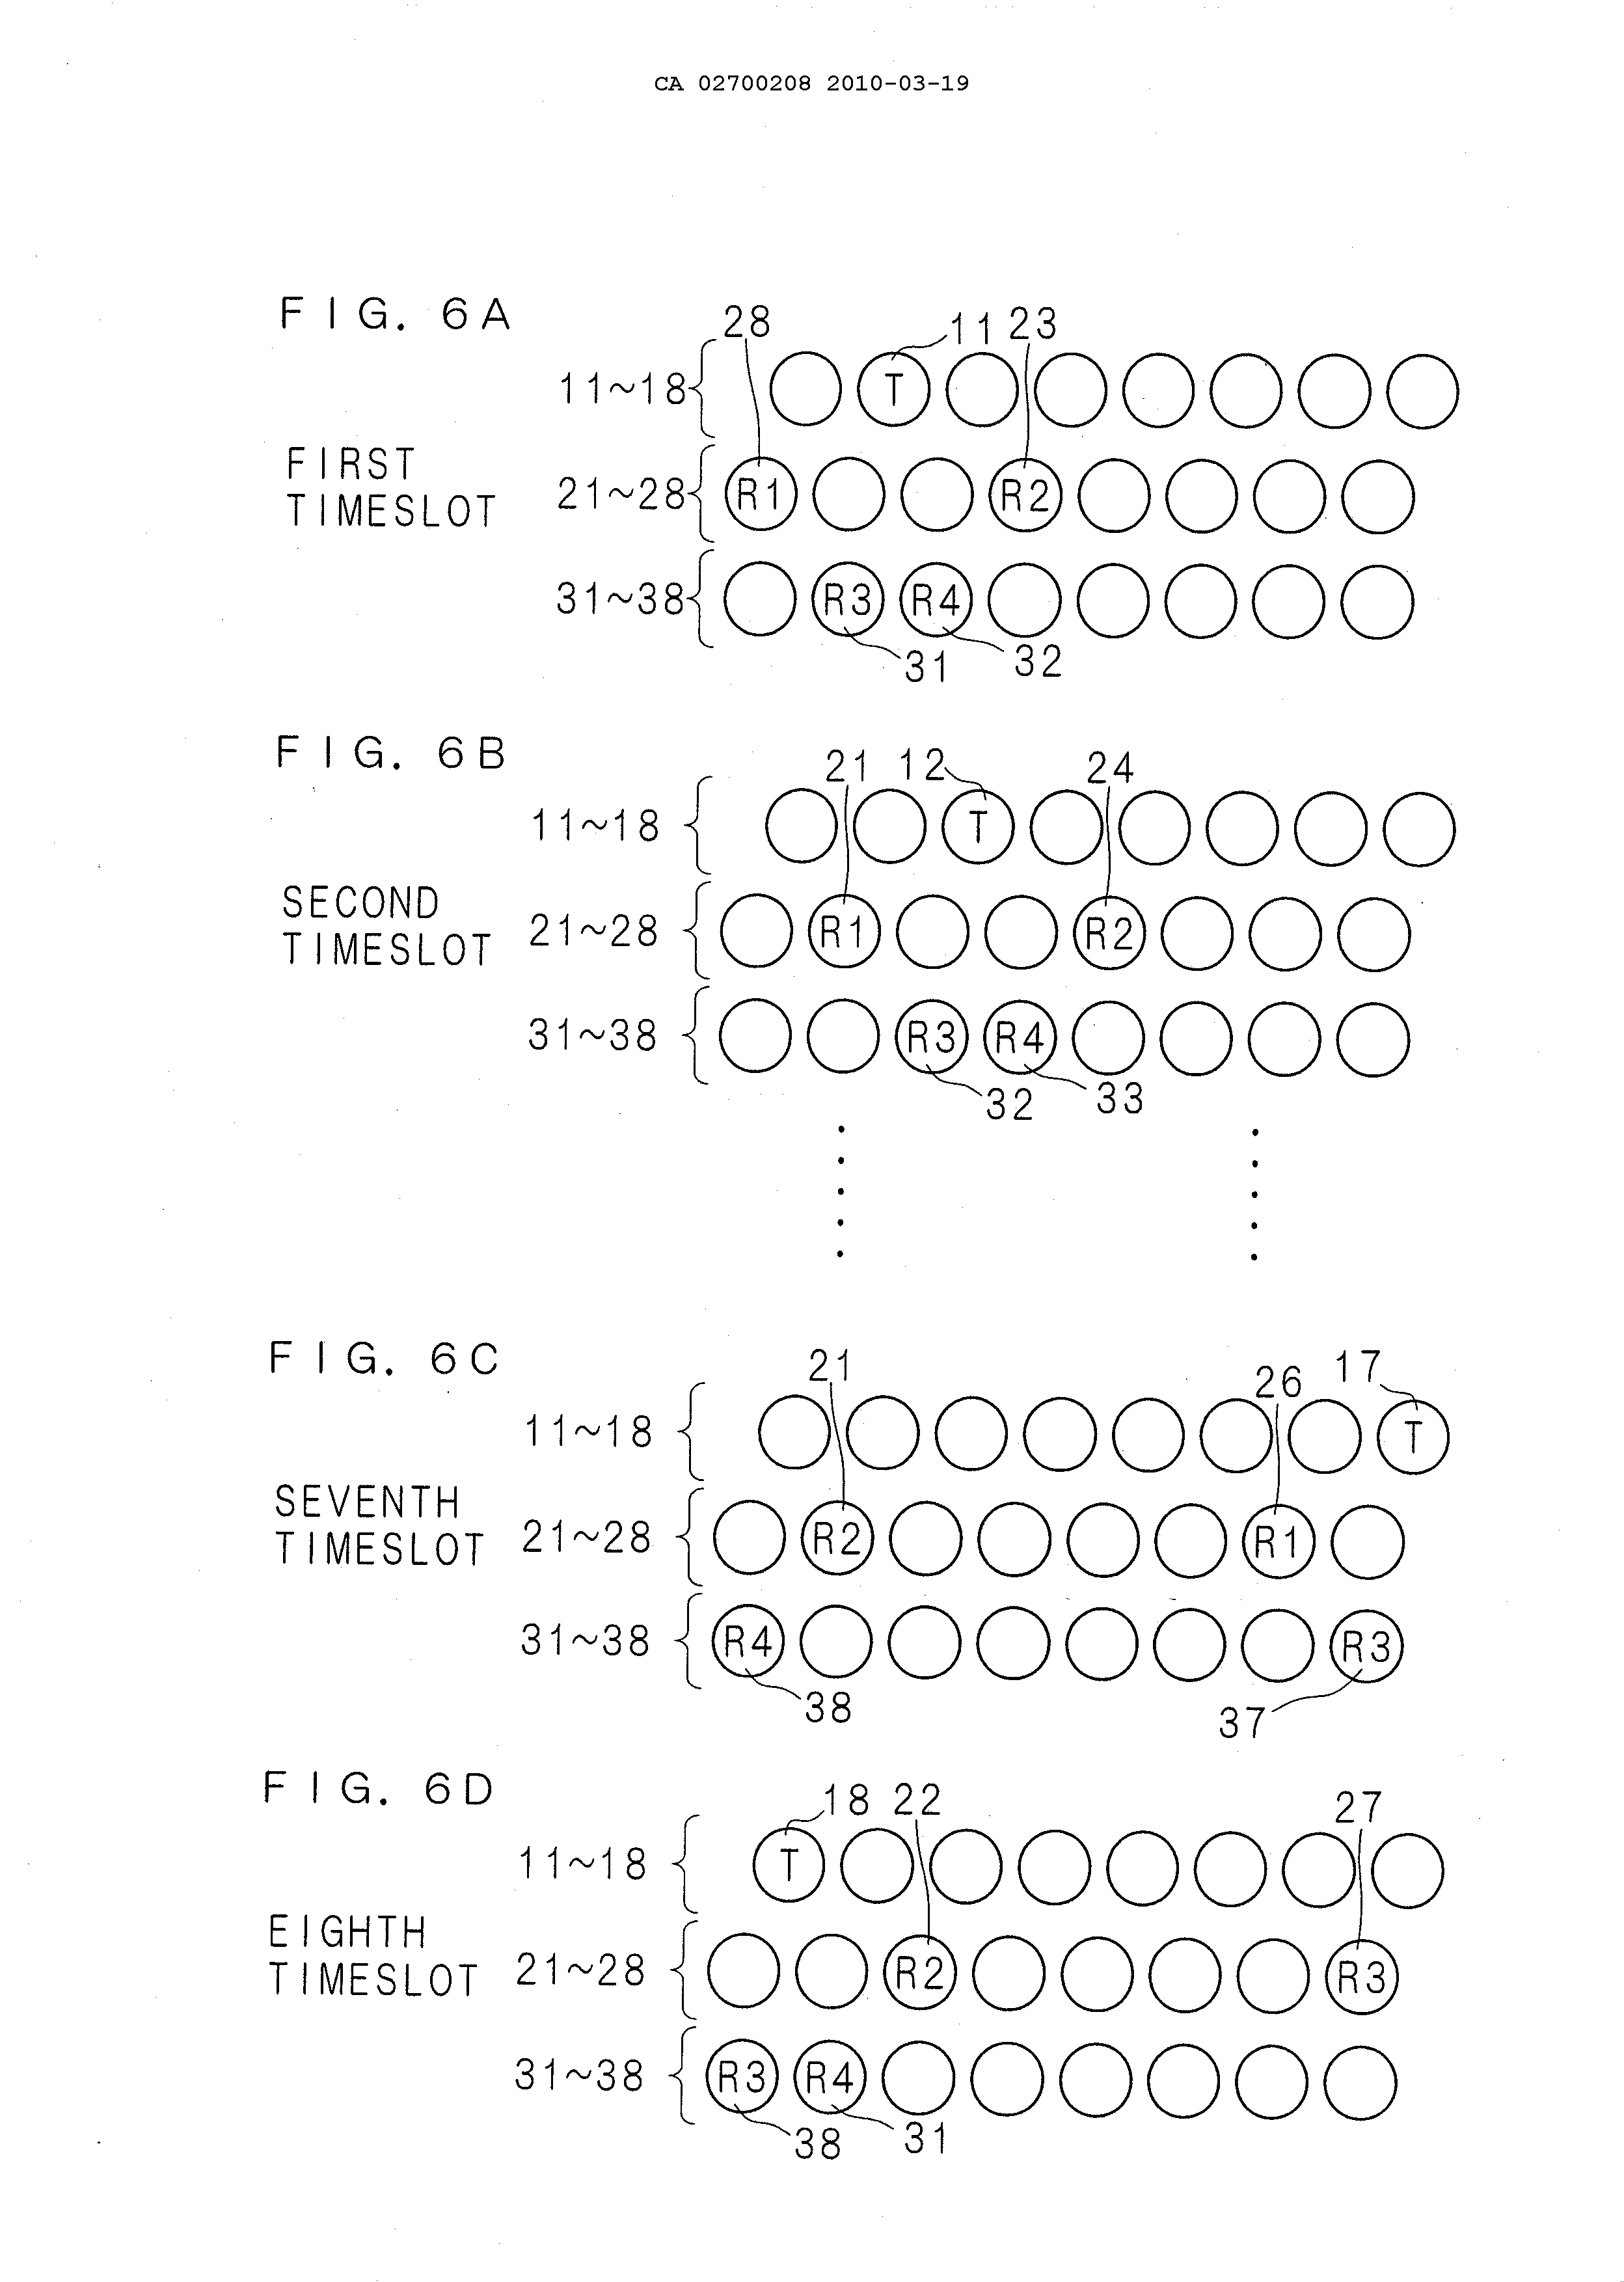 CA 02700208 2010-03-19
FIG. 6A
28
11
23
11~18
T
FIRST
TIMESLOT
21~28
R1
R2
31~38
R3
R4
31
32
FIG. 6B
21
12
24
11~18
T
SECOND
TIMESLOT
21~28
R1
R2
31~38
R3
R4
32
33
FIG. 6C
21
26
17
11~18
T
SEVENTH
TIMESLOT
21~28
R2
R1
31~38
R4
R3
38
37
FIG. 6D
18
22
27
11~18
T
EIGHTH
TIMESLOT
21~28
R2
R3
31~38
R3
R4
38
31